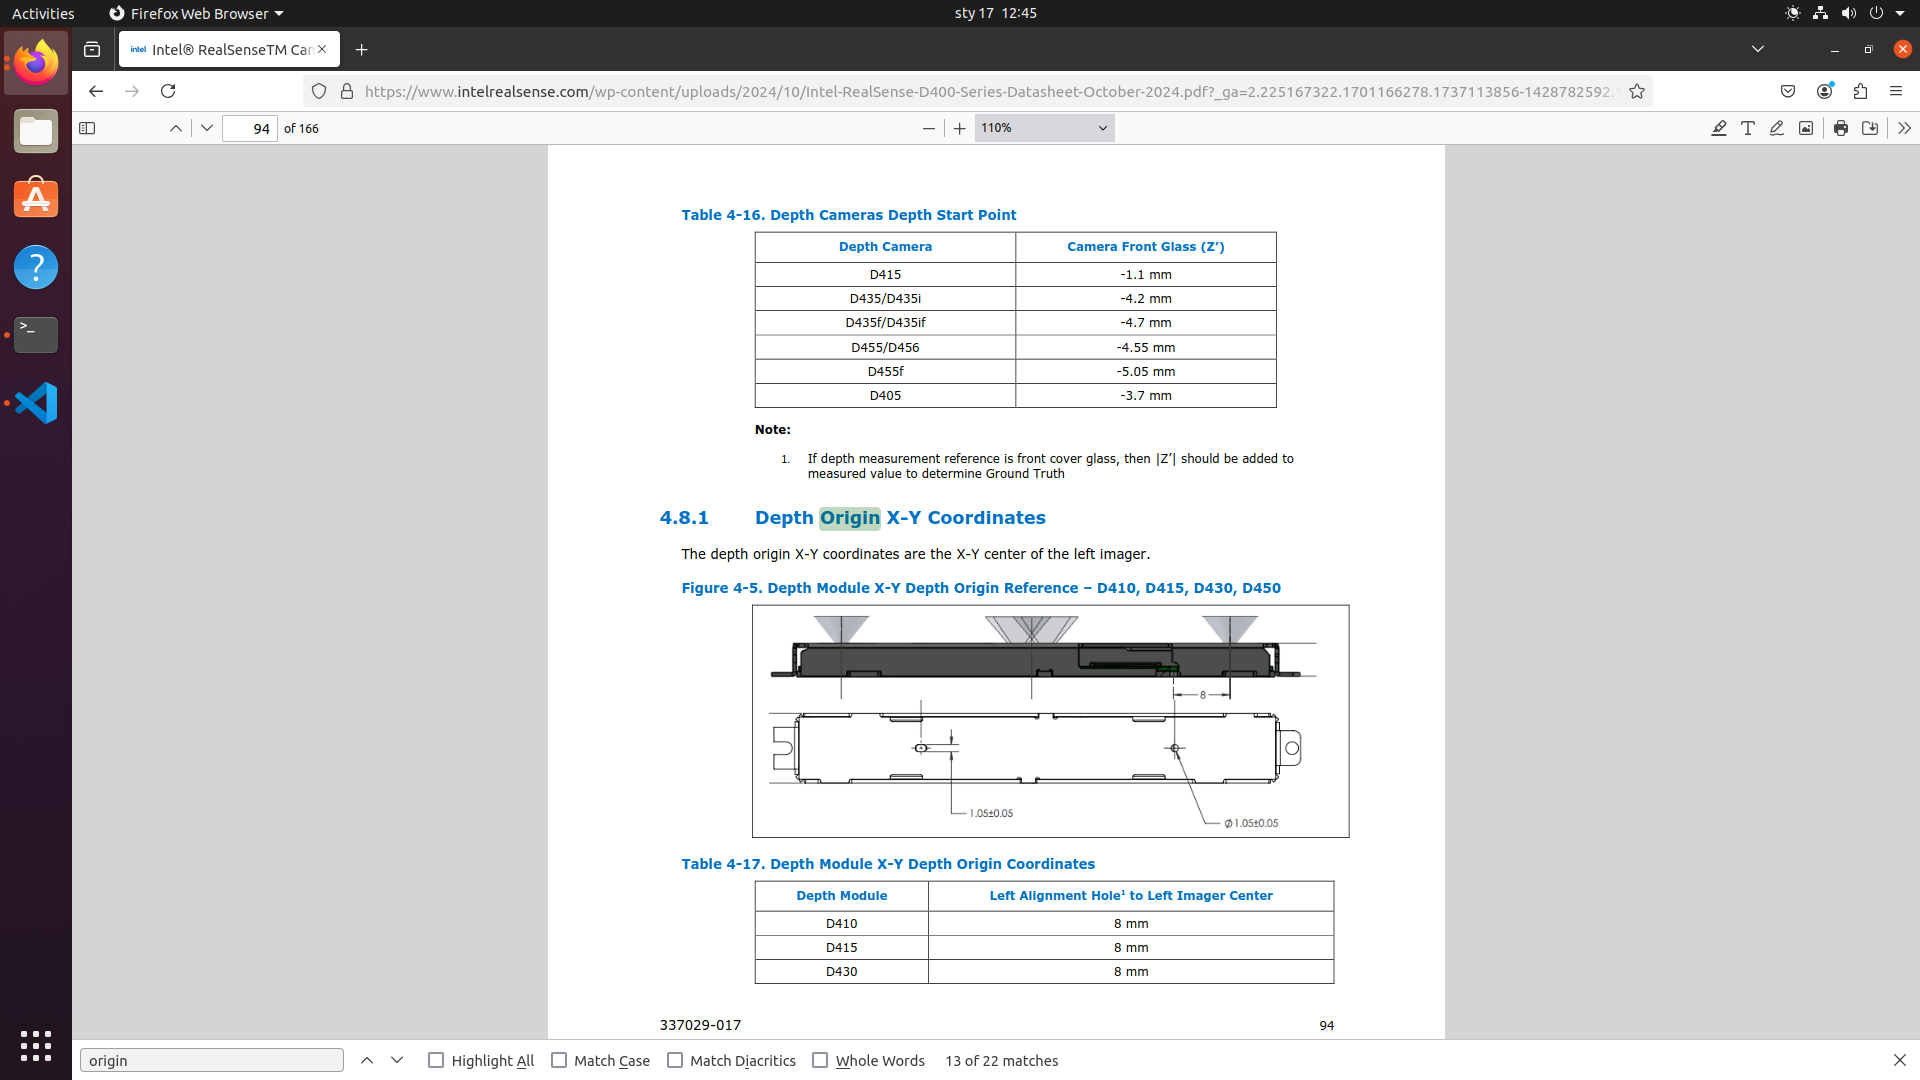 Activities
Firefox Web Browser
sty 17 12:45
intel
Intel® RealSenseTM Can
https://www.intelrealsense.com/wp-content/uploads/2024/10/Intel-RealSense-D400-Series-Datasheet-October-2024.pdf?_ga=2.225167322.1701166278.1737113856-1428782592.1
94 of 166
110%
Table 4-16. Depth Cameras Depth Start Point
Depth Camera Camera Front Glass (Z’)
D415 -1.1 mm
D435/D435i -4.2 mm
D435f/D435if -4.7 mm
D455/D456 -4.55 mm
D455f -5.05 mm
D405 -3.7 mm
Note:
1. If depth measurement reference is front cover glass, then |Z’| should be added to
measured value to determine Ground Truth
4.8.1 Depth Origin X-Y Coordinates
The depth origin X-Y coordinates are the X-Y center of the left imager.
Figure 4-5. Depth Module X-Y Depth Origin Reference – D410, D415, D430, D450
8
1.05±0.05
Ø 1.05±0.05
Table 4-17. Depth Module X-Y Depth Origin Coordinates
Depth Module Left Alignment Hole¹ to Left Imager Center
D410 8 mm
D415 8 mm
D430 8 mm
337029-017 94
origin
Highlight All
Match Case
Match Diacritics
Whole Words
13 of 22 matches